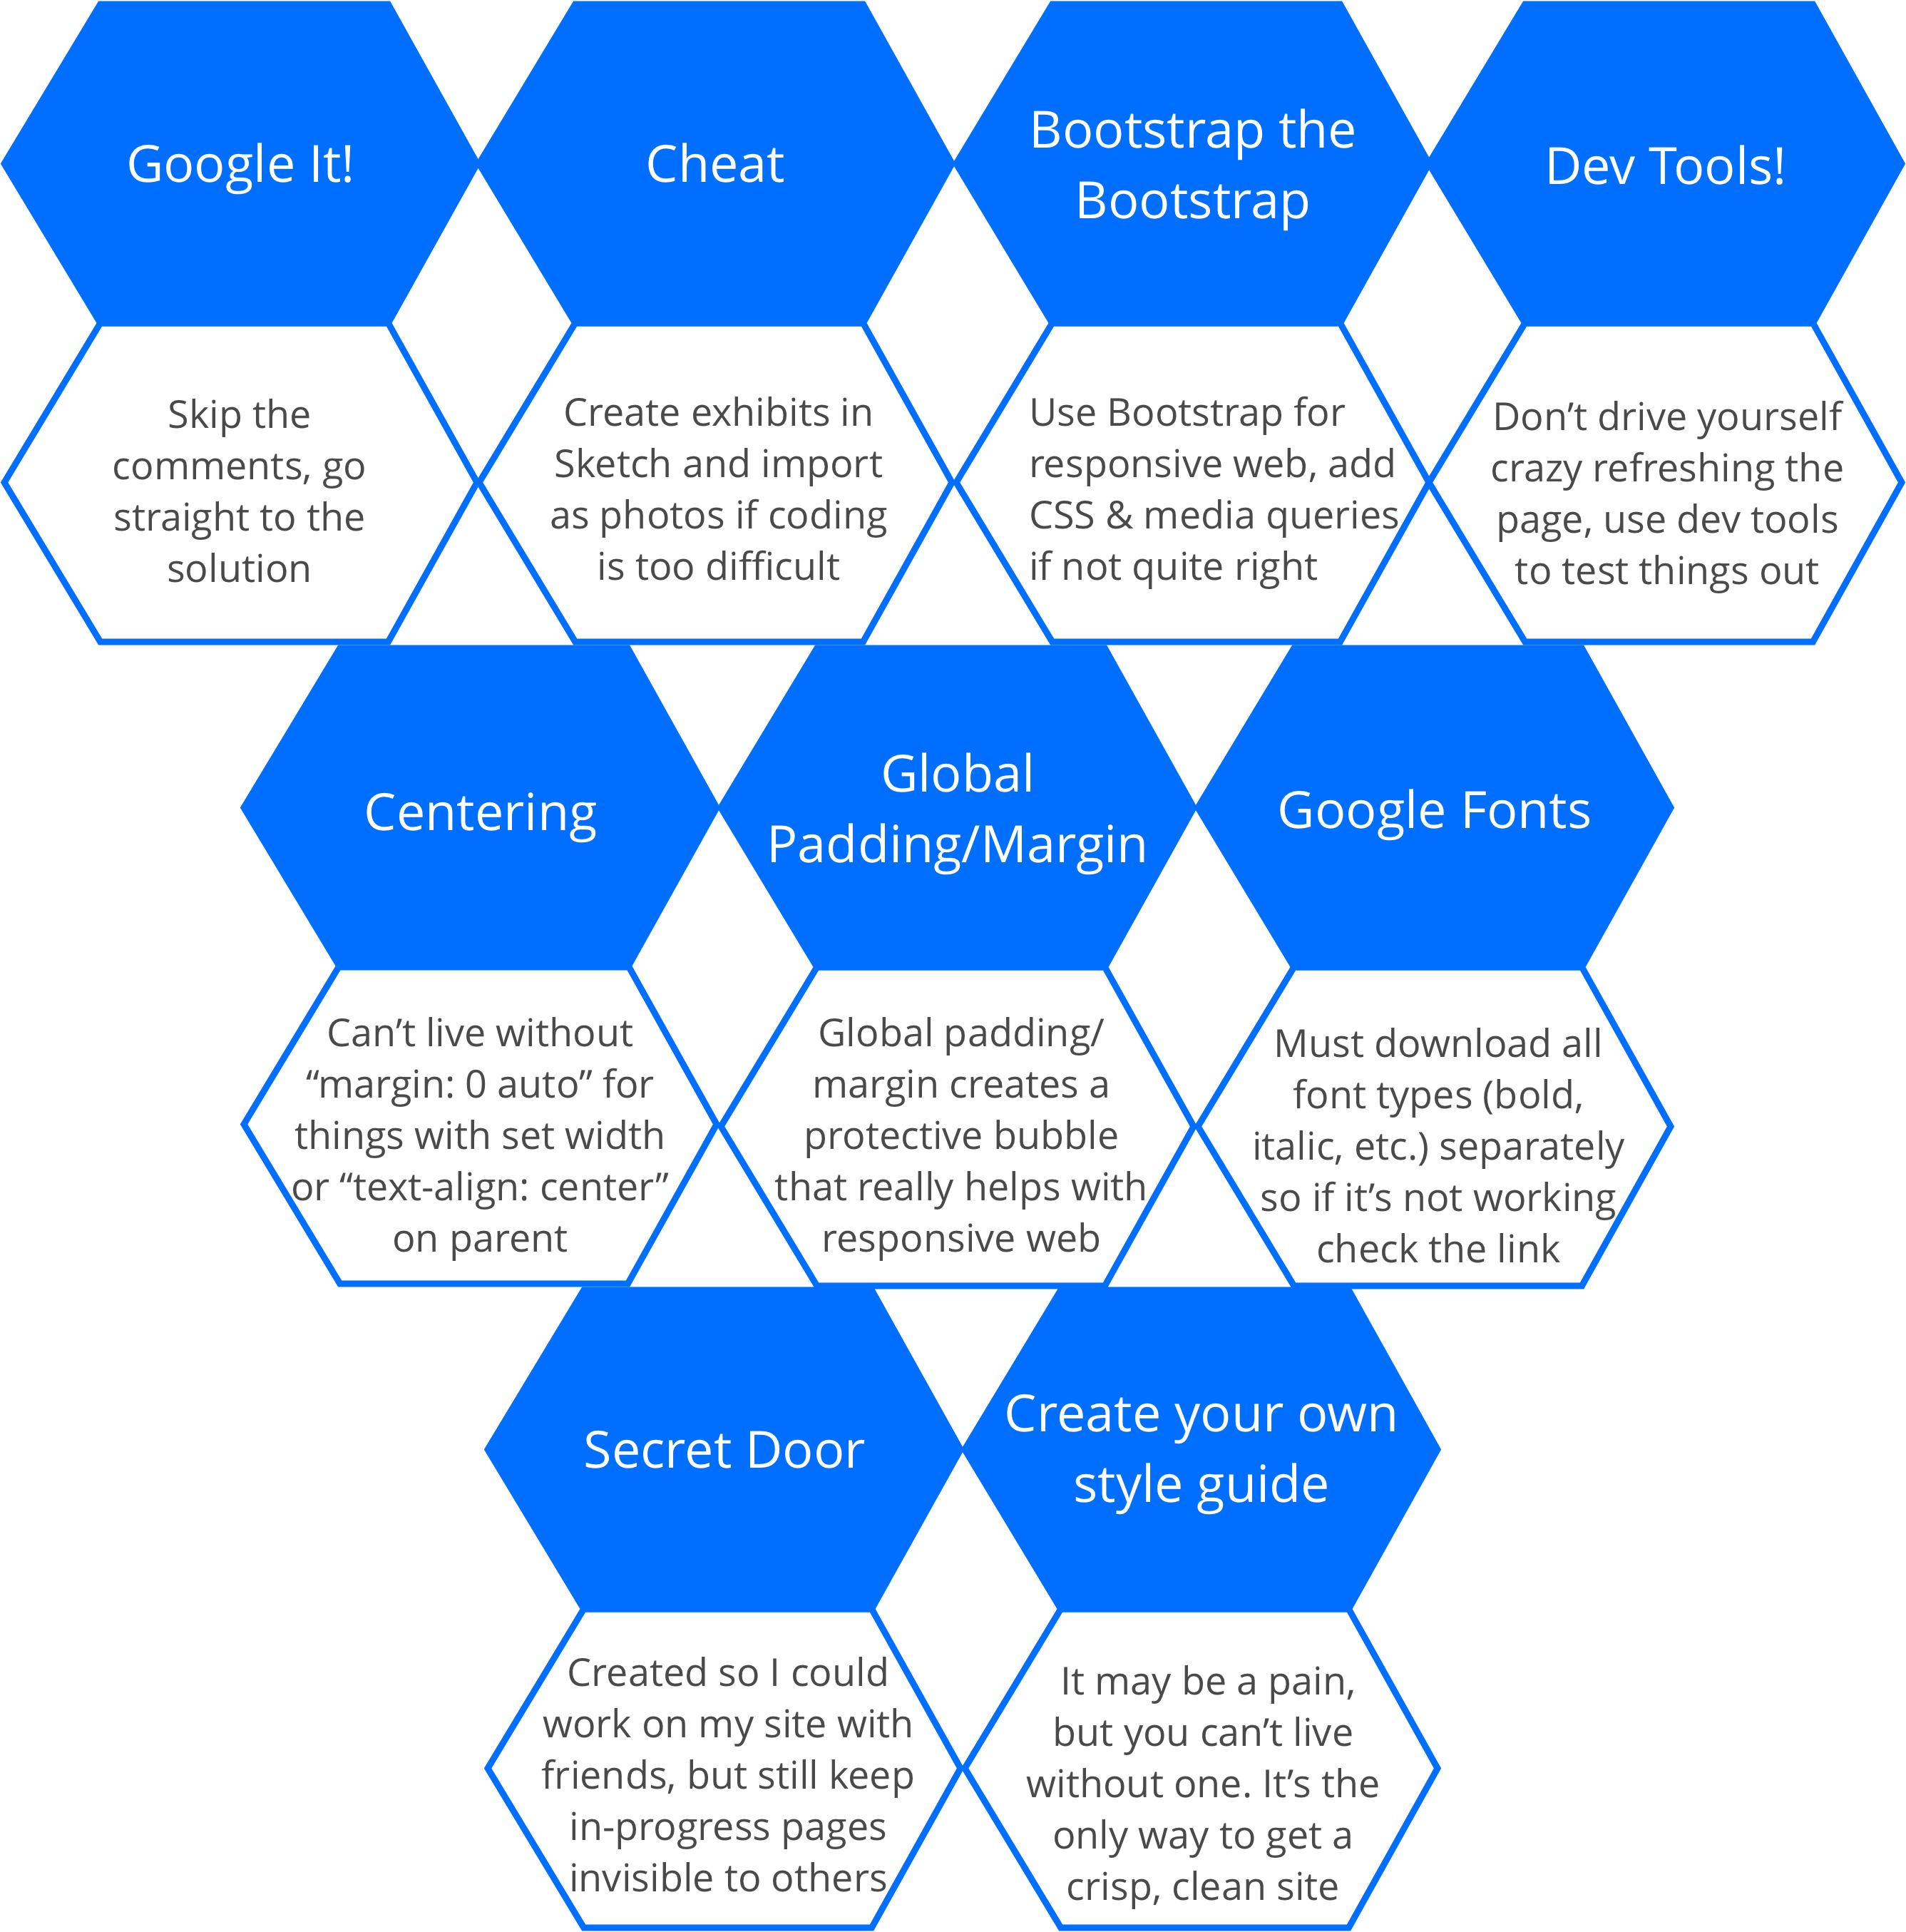 Google It!
Cheat
Bootstrap the
Bootstrap
Dev Tools!
Skip the
comments, go
straight to the
solution
Create exhibits in
Sketch and import
as photos if coding
is too difficult
Use Bootstrap for
responsive web, add
CSS & media queries
if not quite right
Don’t drive yourself
crazy refreshing the
page, use dev tools
to test things out
Centering
Global
Padding/Margin
Google Fonts
Can’t live without
“margin: 0 auto” for
things with set width
or “text-align: center”
on parent
Global padding/
margin creates a
protective bubble
that really helps with
responsive web
Must download all
font types (bold,
italic, etc.) separately
so if it’s not working
check the link
Secret Door
Create your own
style guide
Created so I could
work on my site with
friends, but still keep
in-progress pages
invisible to others
It may be a pain,
but you can’t live
without one. It’s the
only way to get a
crisp, clean site